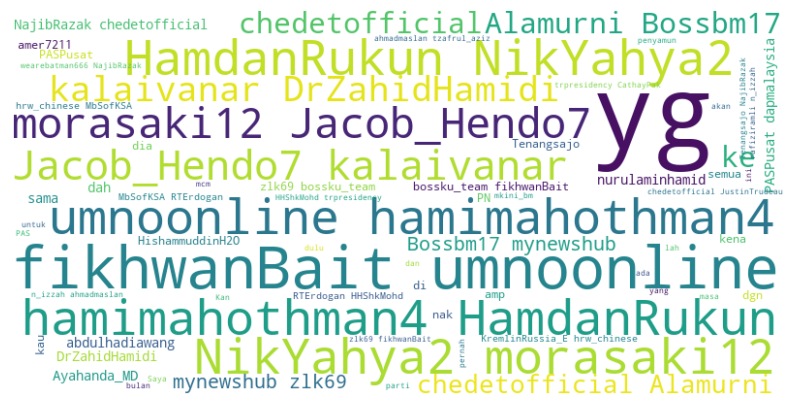 NajibRazak chedetofficial
chedetofficial
Alamurni Bossbm17
amer7211
ahmadmaslan tzafrul_aziz
penyamun
PASPusat
HamdanRukun NikYahya2
wearebatman666 NajibRazak
kalaivanar DrZahidHamidi
trpresidency CathayPak
yg
Tenangsajo NajibRazak
rafiziramli n_izzah
PASPusat dapmalaysia
hrw_chinese MbSofKSA
akan
morasaki12 Jacob_Hendo7
dia
Tenangsajo
ke
Jacob_Hendo7 kalaivanar
semua
ini
nurulaminhamid
dah
mcm
zlk69 bossku_team
bossku_team fikhwanBait
chedetofficial JustinTrudeau
sama
MbSofKSA RTErdogan
HHShkMohd trpresidency
PN
mkini_bm
umnoonline hamimahothman4
untuk
PAS
HishammuddinH2O
dulu
Bossbm17 mynewshub
lah
kena
fikhwanBait umnoonline
dan
di
ada
n_izzah ahmadmaslan
Kan
RTErdogan HHShkMohd
amp
yang
masa
dgn
hamimahothman4 HamdanRukun
kau
abdulhadiawang
nak
zlk69 fikhwanBait
pernah
KremlinRussia_E hrw_chinese
DrZahidHamidi
NikYahya2 morasaki12
Ayahanda_MD
Saya
bulan
mynewshub zlk69
parti
chedetofficial Alamurni